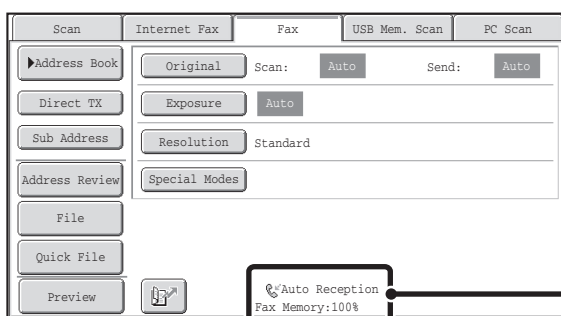 Scan Internet Fax Fax USB Mem. Scan PC Scan
Address Book Original Scan: Auto Send: Auto
Direct TX Exposure Auto
Sub Address Resolution Standard
Address Review Special Modes
File
Quick File
Preview Auto Reception
Fax Memory:100%